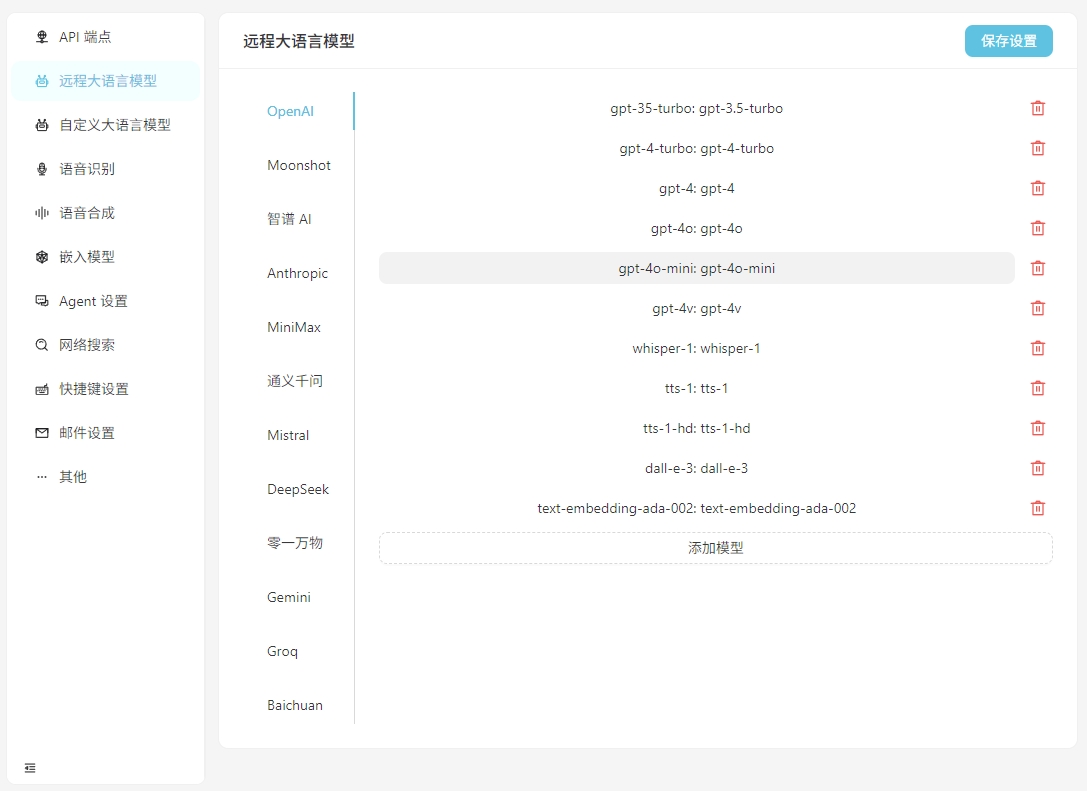 API 端点
远程大语言模型
自定义大语言模型
语音识别
语音合成
嵌入模型
Agent 设置
网络搜索
快捷键设置
邮件设置
其他
远程大语言模型
保存设置
OpenAI
Moonshot
智谱 AI
Anthropic
MiniMax
通义千问
Mistral
DeepSeek
零一万物
Gemini
Groq
Baichuan
gpt-35-turbo: gpt-3.5-turbo
gpt-4-turbo: gpt-4-turbo
gpt-4: gpt-4
gpt-4o: gpt-4o
gpt-4o-mini: gpt-4o-mini
gpt-4v: gpt-4v
whisper-1: whisper-1
tts-1: tts-1
tts-1-hd: tts-1-hd
dall-e-3: dall-e-3
text-embedding-ada-002: text-embedding-ada-002
添加模型